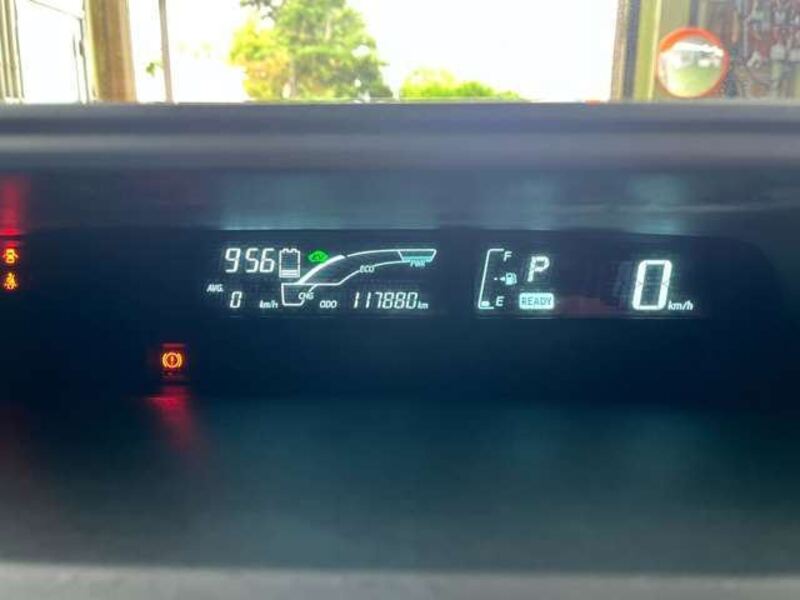 956
AVG.
0 km/h
ECO
PWR
CHG
ODO 117880 km
F
E
P
READY
0 km/h